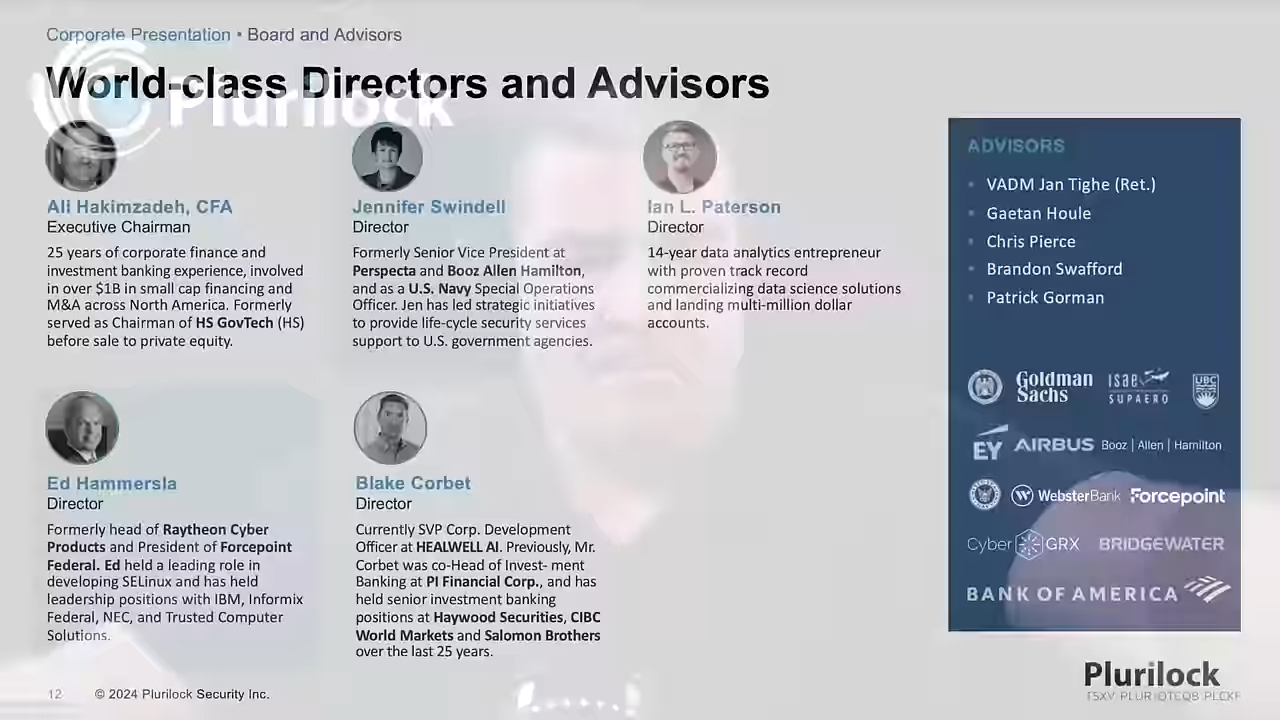 Corporate Presentation • Board and Advisors
World-class Directors and Advisors
Plurilock
Ali Hakimzadeh, CFA
Executive Chairman
25 years of corporate finance and
investment banking experience, involved
in over $1B in small cap financing and
M&A across North America. Formerly
served as Chairman of HS GovTech (HS)
before sale to private equity.
Jennifer Swindell
Director
Formerly Senior Vice President at
Perspecta and Booz Allen Hamilton,
and as a U.S. Navy Special Operations
Officer. Jen has led strategic initiatives
to provide life-cycle security services
support to U.S. government agencies.
Ian L. Paterson
Director
14-year data analytics entrepreneur
with proven track record
commercializing data science solutions
and landing multi-million dollar
accounts.
Ed Hammersla
Director
Formerly head of Raytheon Cyber
Products and President of Forcepoint
Federal. Ed held a leading role in
developing SELinux and has held
leadership positions with IBM, Informix
Federal, NEC, and Trusted Computer
Solutions.
Blake Corbet
Director
Currently SVP Corp. Development
Officer at HEALWELL AI. Previously, Mr.
Corbet was co-Head of Invest- ment
Banking at PI Financial Corp., and has
held senior investment banking
positions at Haywood Securities, CIBC
World Markets and Salomon Brothers
over the last 25 years.
ADVISORS
• VADM Jan Tighe (Ret.)
• Gaetan Houle
• Chris Pierce
• Brandon Swafford
• Patrick Gorman
Goldman
Sachs
isae
SUPAERO
UBC
EY AIRBUS Booz | Allen | Hamilton
W WebsterBank Forcepoint
Cyber GRX BRIDGEWATER
BANK OF AMERICA
12 © 2024 Plurilock Security Inc.
Plurilock
TSXV PLUR OTCQB PLCKF